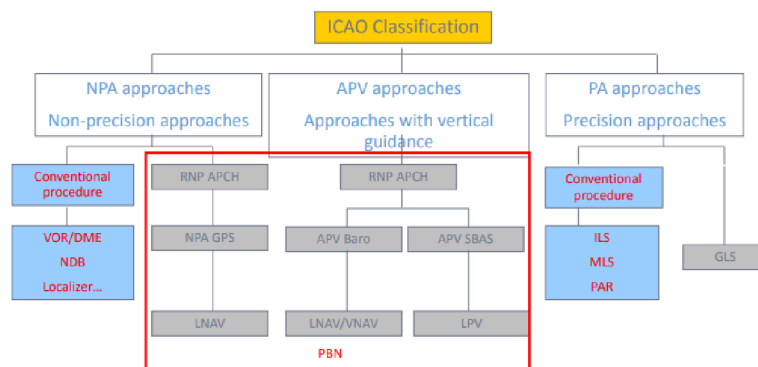 ICAO Classification
NPA approaches
Non-precision approaches
APV approaches
Approaches with vertical
guidance
PA approaches
Precision approaches
Conventional
procedure
RNP APCH
RNP APCH
Conventional
procedure
VOR/DME
NDB
Localizer...
NPA GPS
APV Baro
APV SBAS
ILS
MLS
PAR
GLS
LNAV
LNAV/VNAV
LPV
PBN